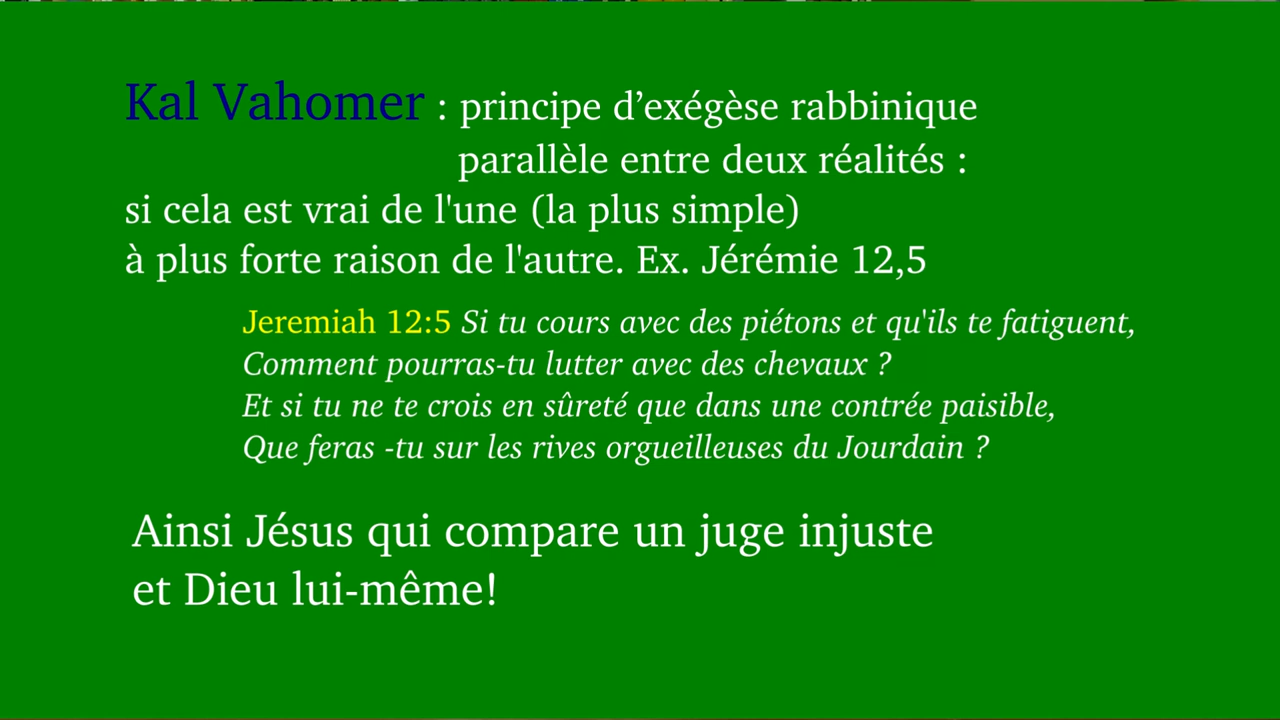 Kal Vahomer : principe d’exégèse rabbinique
parallèle entre deux réalités :
si cela est vrai de l'une (la plus simple)
à plus forte raison de l'autre. Ex. Jérémie 12,5
Jeremiah 12:5 Si tu cours avec des piétons et qu'ils te fatiguent,
Comment pourras-tu lutter avec des chevaux ?
Et si tu ne te crois en sûreté que dans une contrée paisible,
Que feras -tu sur les rives orgueilleuses du Jourdain ?
Ainsi Jésus qui compare un juge injuste
et Dieu lui-même!